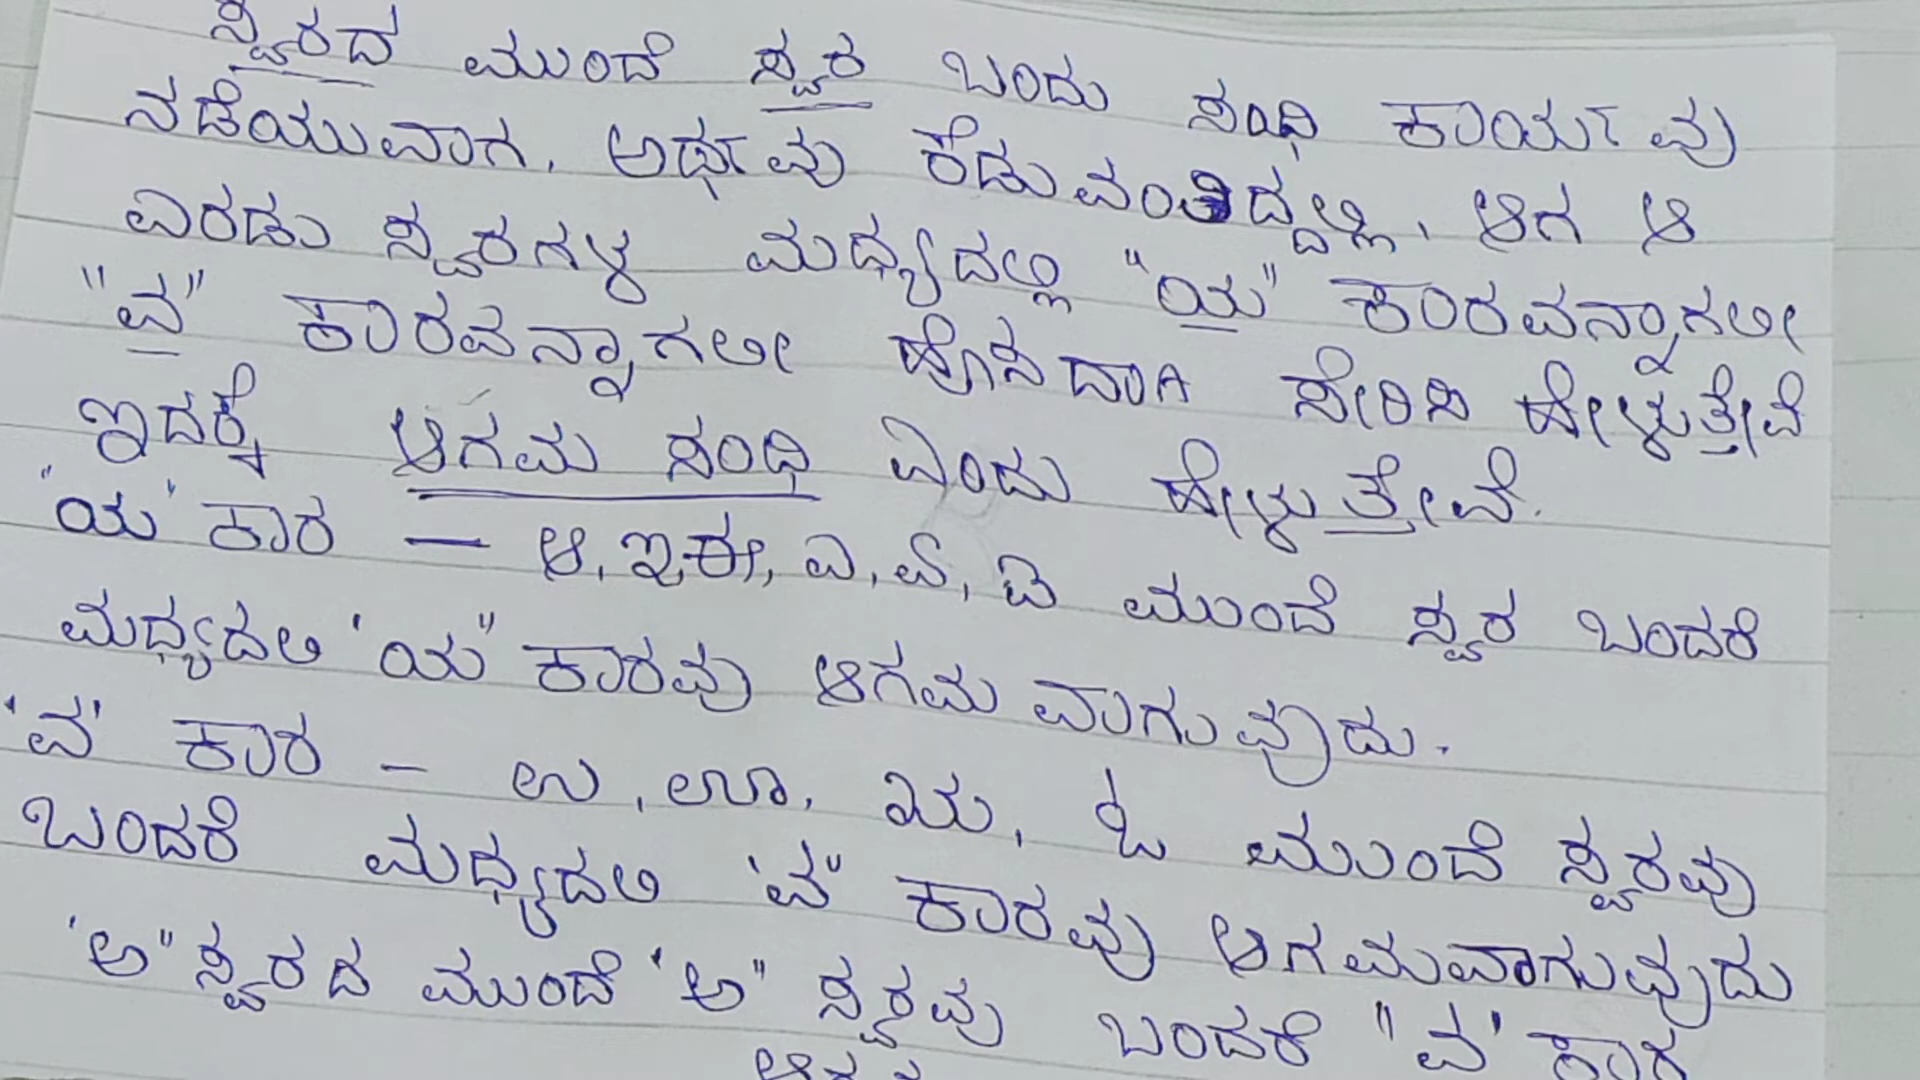 ಸ್ವರದ ಮುಂದೆ ಸ್ವರ ಬಂದು ಸಂಧಿ ಕಾರ್ಯವು
ನಡೆಯುವಾಗ, ಅರ್ಥವು ಕೆಡುವಂತಿದ್ದಲ್ಲಿ, ಆಗ ಆ
ಎರಡು ಸ್ವರಗಳ ಮಧ್ಯದಲ್ಲಿ "ಯ" ಕಾರವನ್ನಾಗಲೀ
"ವ" ಕಾರವನ್ನಾಗಲೀ ಹೊಸದಾಗಿ ಸೇರಿಸಿ ಹೇಳುತ್ತೇವೆ
ಇದಕ್ಕೆ ಆಗಮ ಸಂಧಿ ಎಂದು ಹೇಳುತ್ತೇವೆ.
"ಯ' ಕಾರ — ಆ, ಇ, ಈ, ಎ, ಏ, ಐ ಮುಂದೆ ಸ್ವರ ಬಂದರೆ
ಮಧ್ಯದಲಿ 'ಯ" ಕಾರವು ಆಗಮ ವಾಗುವುದು.
'ವ' ಕಾರ - ಉ, ಊ, ಋ, ಓ ಮುಂದೆ ಸ್ವರವು
ಬಂದರೆ ಮಧ್ಯದಲಿ 'ವ" ಕಾರವು ಆಗಮವಾಗುವುದು
'ಅ" ಸ್ವರದ ಮುಂದೆ 'ಅ" ಸ್ವರವು ಬಂದರೆ "ವ' ಕಾರ